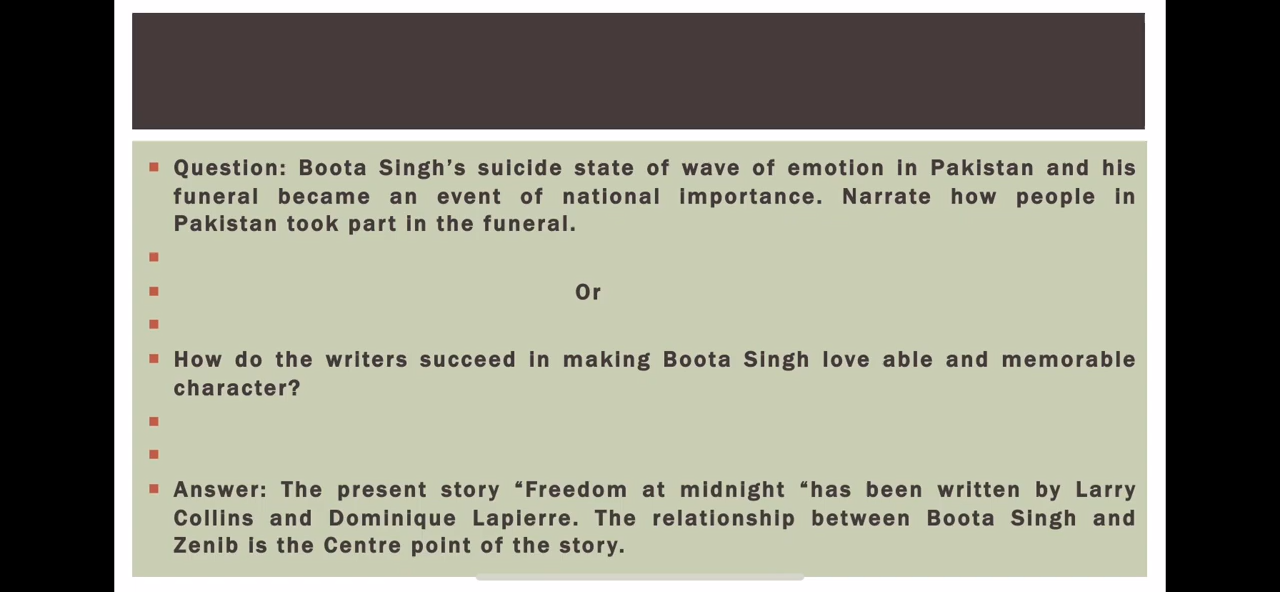 Question: Boota Singh’s suicide state of wave of emotion in Pakistan and his
funeral became an event of national importance. Narrate how people in
Pakistan took part in the funeral.
Or
How do the writers succeed in making Boota Singh love able and memorable
character?
Answer: The present story “Freedom at midnight “has been written by Larry
Collins and Dominique Lapierre. The relationship between Boota Singh and
Zenib is the Centre point of the story.